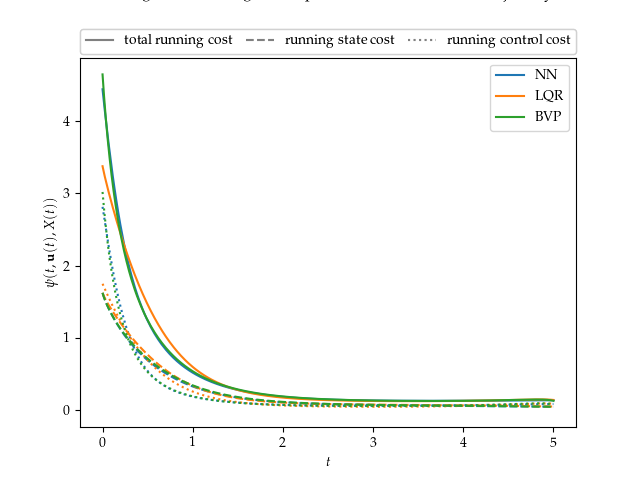 total running cost running state cost running control cost
NN
LQR
BVP
4
3
2
1
0
ψ(t, u(t), X(t))
0 1 2 3 4 5
t